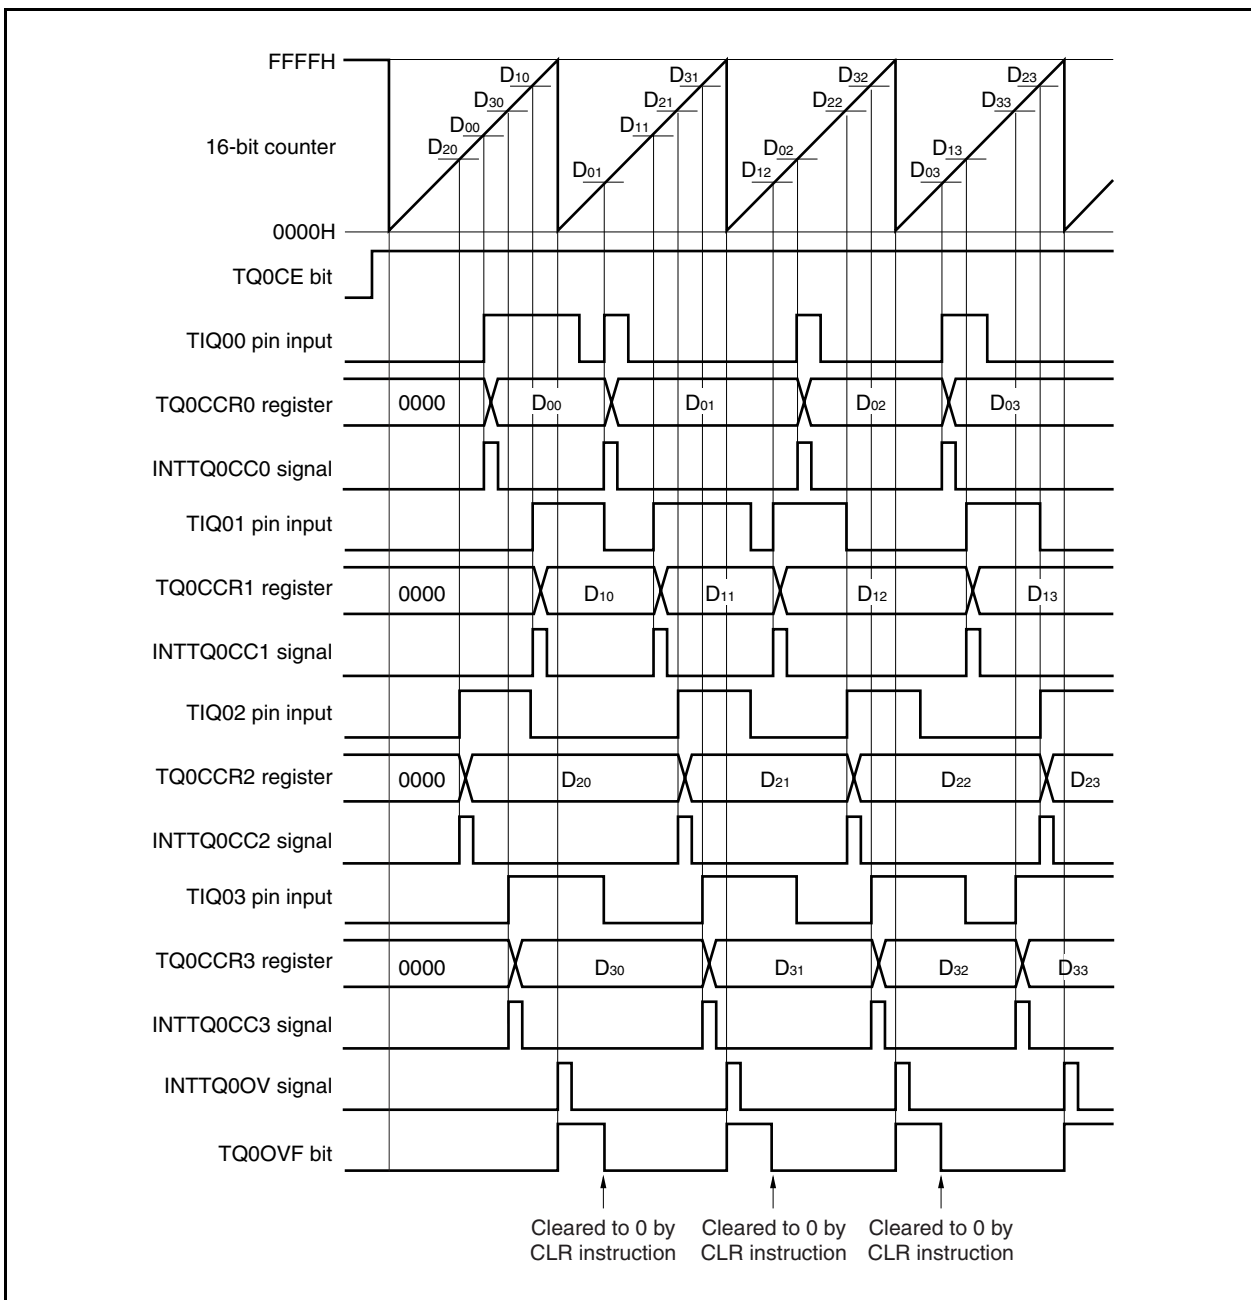 FFFFH
D10
D31
D32
D23
D30
D21
D22
D33
D00
D11
16-bit counter
D20
D02
D13
D01
D12
D03
0000H
TQ0CE bit
TIQ00 pin input
TQ0CCR0 register 0000 D00 D01 D02 D03
INTTQ0CC0 signal
TIQ01 pin input
TQ0CCR1 register 0000 D10 D11 D12 D13
INTTQ0CC1 signal
TIQ02 pin input
TQ0CCR2 register 0000 D20 D21 D22 D23
INTTQ0CC2 signal
TIQ03 pin input
TQ0CCR3 register 0000 D30 D31 D32 D33
INTTQ0CC3 signal
INTTQ0OV signal
TQ0OVF bit
Cleared to 0 by
CLR instruction
Cleared to 0 by
CLR instruction
Cleared to 0 by
CLR instruction